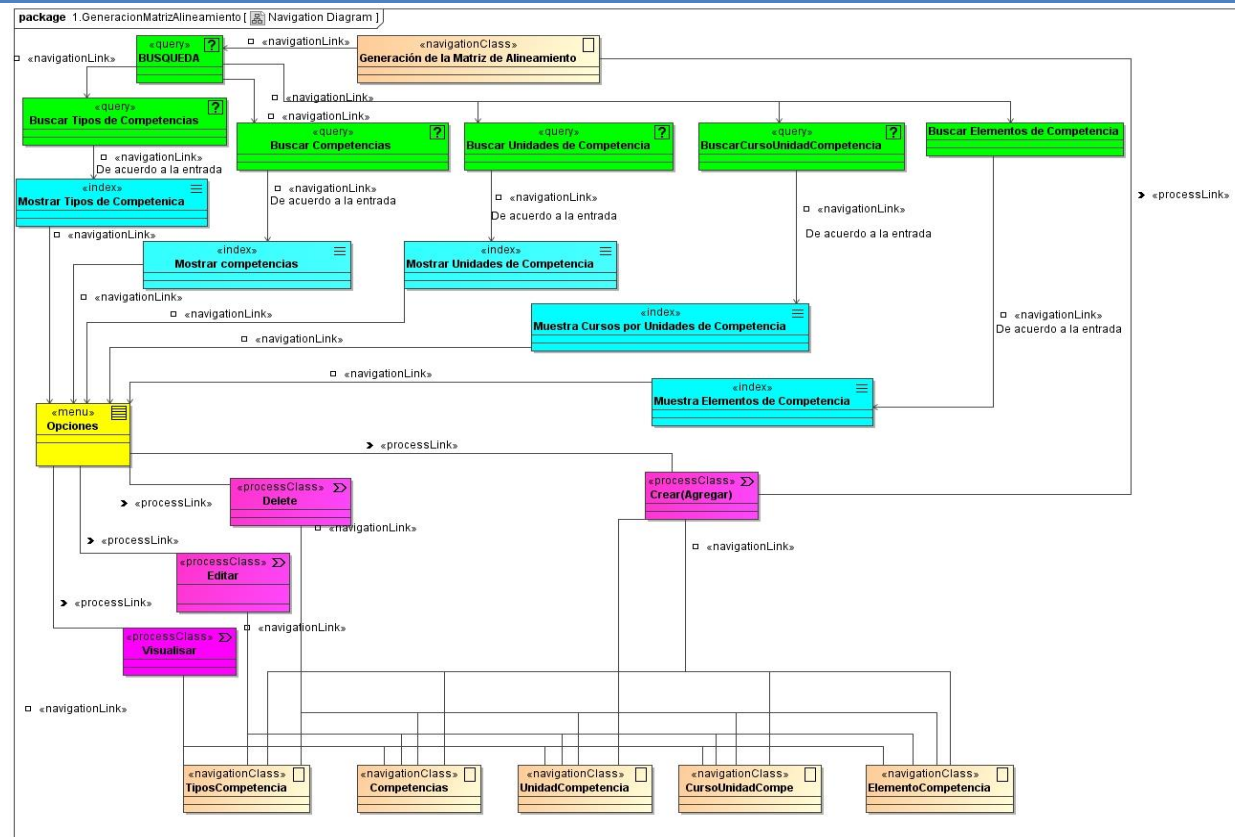 package 1.GeneracionMatrizAlineamiento [ Navigation Diagram ]
«query» ?
BUSQUEDA
«navigationLink»
«navigationClass»
Generación de la Matriz de Alineamiento
«navigationLink»
«query» ?
Buscar Tipos de Competencias
«navigationLink»
«navigationLink»
«query» ?
Buscar Competencias
«query» ?
Buscar Unidades de Competencia
«query» ?
BuscarCursoUnidadCompetencia
Buscar Elementos de Competencia
«navigationLink»
De acuerdo a la entrada
«index»
Mostrar Tipos de Competenica
«navigationLink»
De acuerdo a la entrada
«navigationLink»
De acuerdo a la entrada
«navigationLink»
De acuerdo a la entrada
«processLink»
«navigationLink»
«index»
Mostrar competencias
«index»
Mostrar Unidades de Competencia
«navigationLink»
«navigationLink»
«index»
Muestra Cursos por Unidades de Competencia
«navigationLink»
De acuerdo a la entrada
«navigationLink»
«navigationLink»
«index»
Muestra Elementos de Competencia
«menu»
Opciones
«processLink»
«processClass»
Delete
«processClass»
Crear(Agregar)
«processLink»
«navigationLink»
«processLink»
«navigationLink»
«processClass»
Editar
«processLink»
«navigationLink»
«processClass»
Visualisar
«navigationLink»
«navigationClass»
TiposCompetencia
«navigationClass»
Competencias
«navigationClass»
UnidadCompetencia
«navigationClass»
CursoUnidadCompe
«navigationClass»
ElementoCompetencia